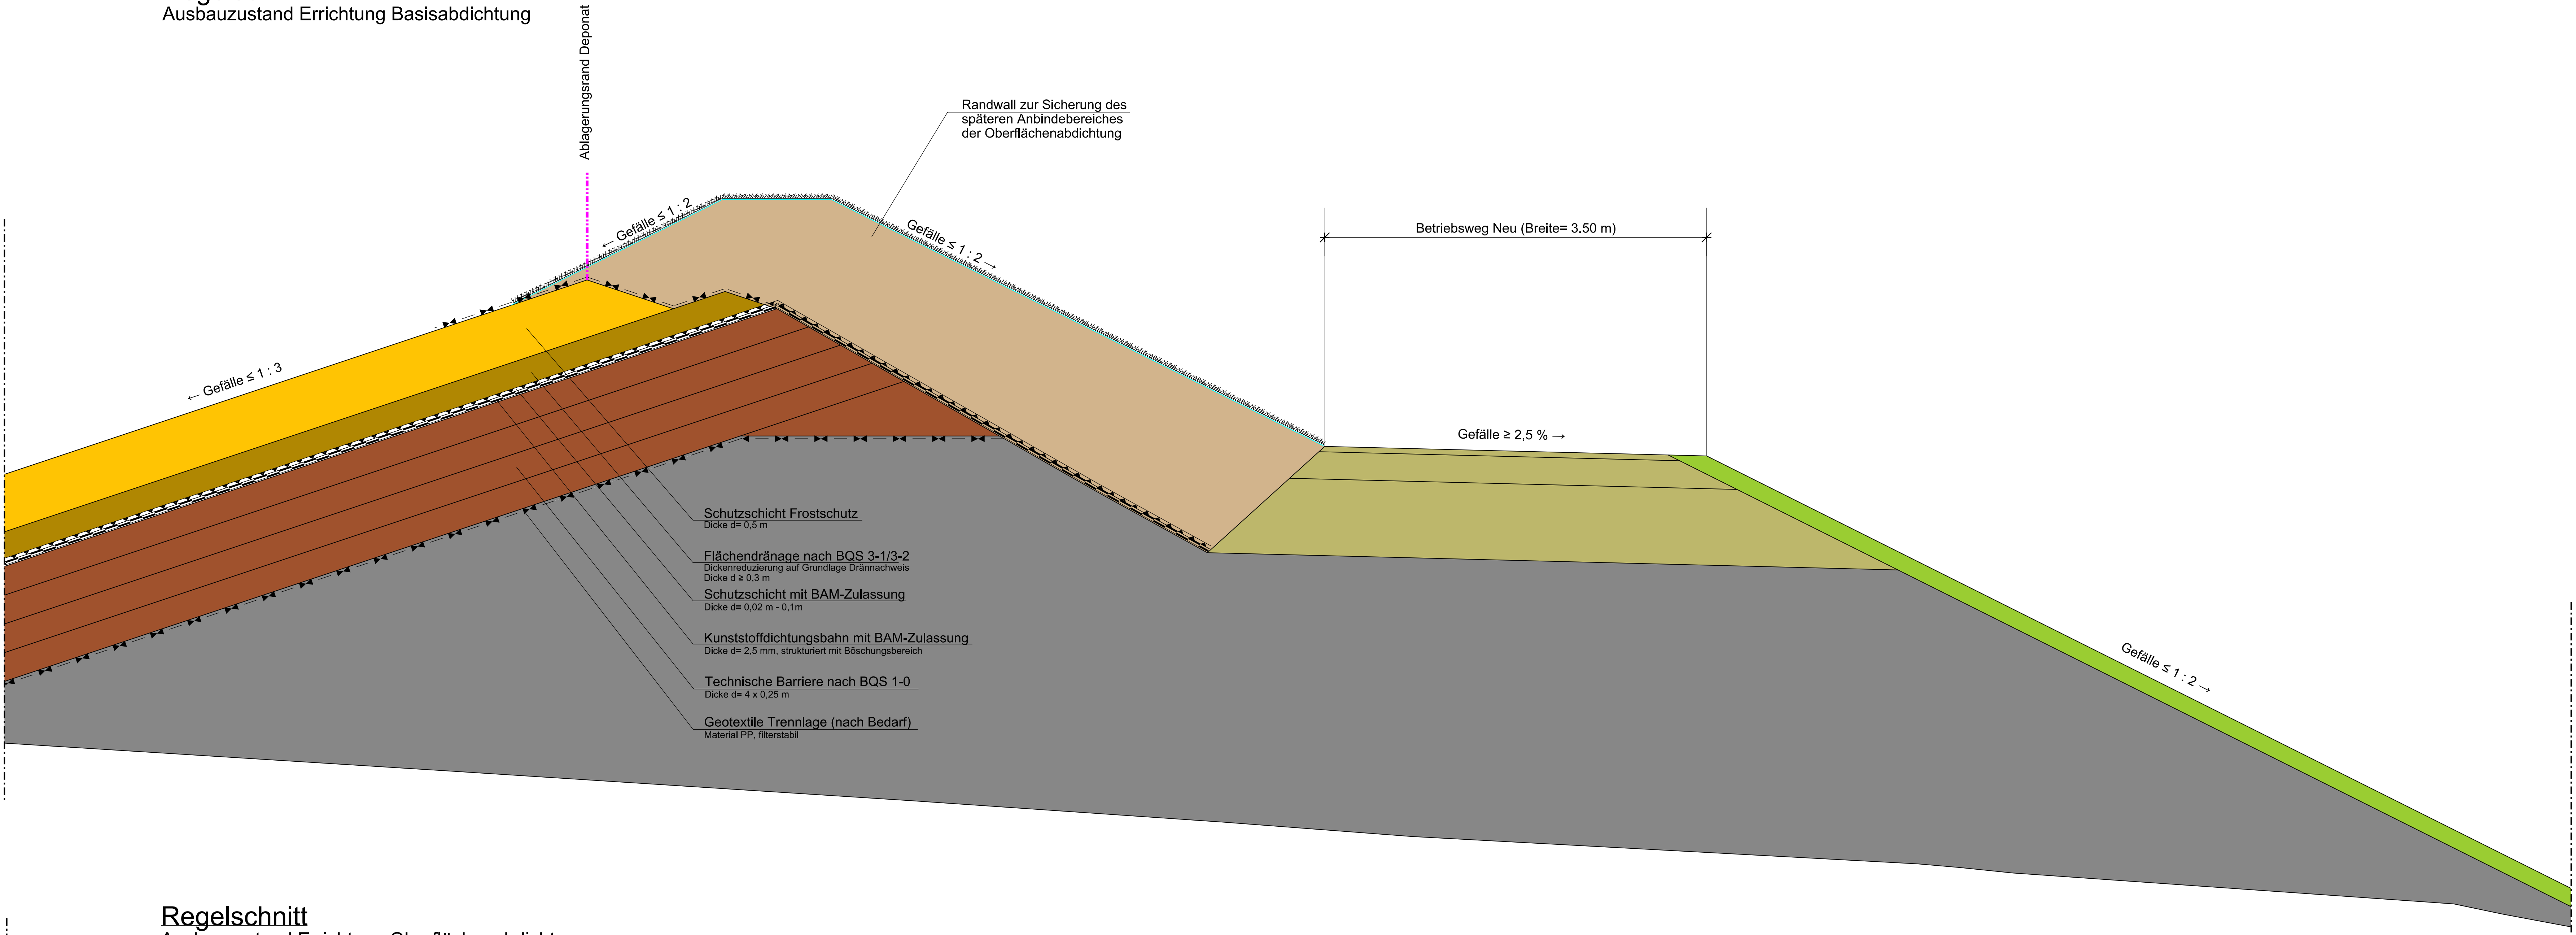 Ausbauzustand Errichtung Basisabdichtung
Ablagerungsrand Deponat
Randwall zur Sicherung des
späteren Anbindebereiches
der Oberflächenabdichtung
← Gefälle ≤ 1 : 2
Gefälle ≤ 1 : 2 →
Betriebsweg Neu (Breite= 3.50 m)
← Gefälle ≤ 1 : 3
Gefälle ≥ 2,5 % →
Schutzschicht Frostschutz
Dicke d= 0,5 m
Flächendränage nach BQS 3-1/3-2
Dickenreduzierung auf Grundlage Drännachweis
Dicke d ≥ 0,3 m
Schutzschicht mit BAM-Zulassung
Dicke d= 0,02 m - 0,1m
Kunststoffdichtungsbahn mit BAM-Zulassung
Dicke d= 2,5 mm, strukturiert mit Böschungsbereich
Technische Barriere nach BQS 1-0
Dicke d= 4 x 0,25 m
Geotextile Trennlage (nach Bedarf)
Material PP, filterstabil
Gefälle ≤ 1 : 2 →
Regelschnitt